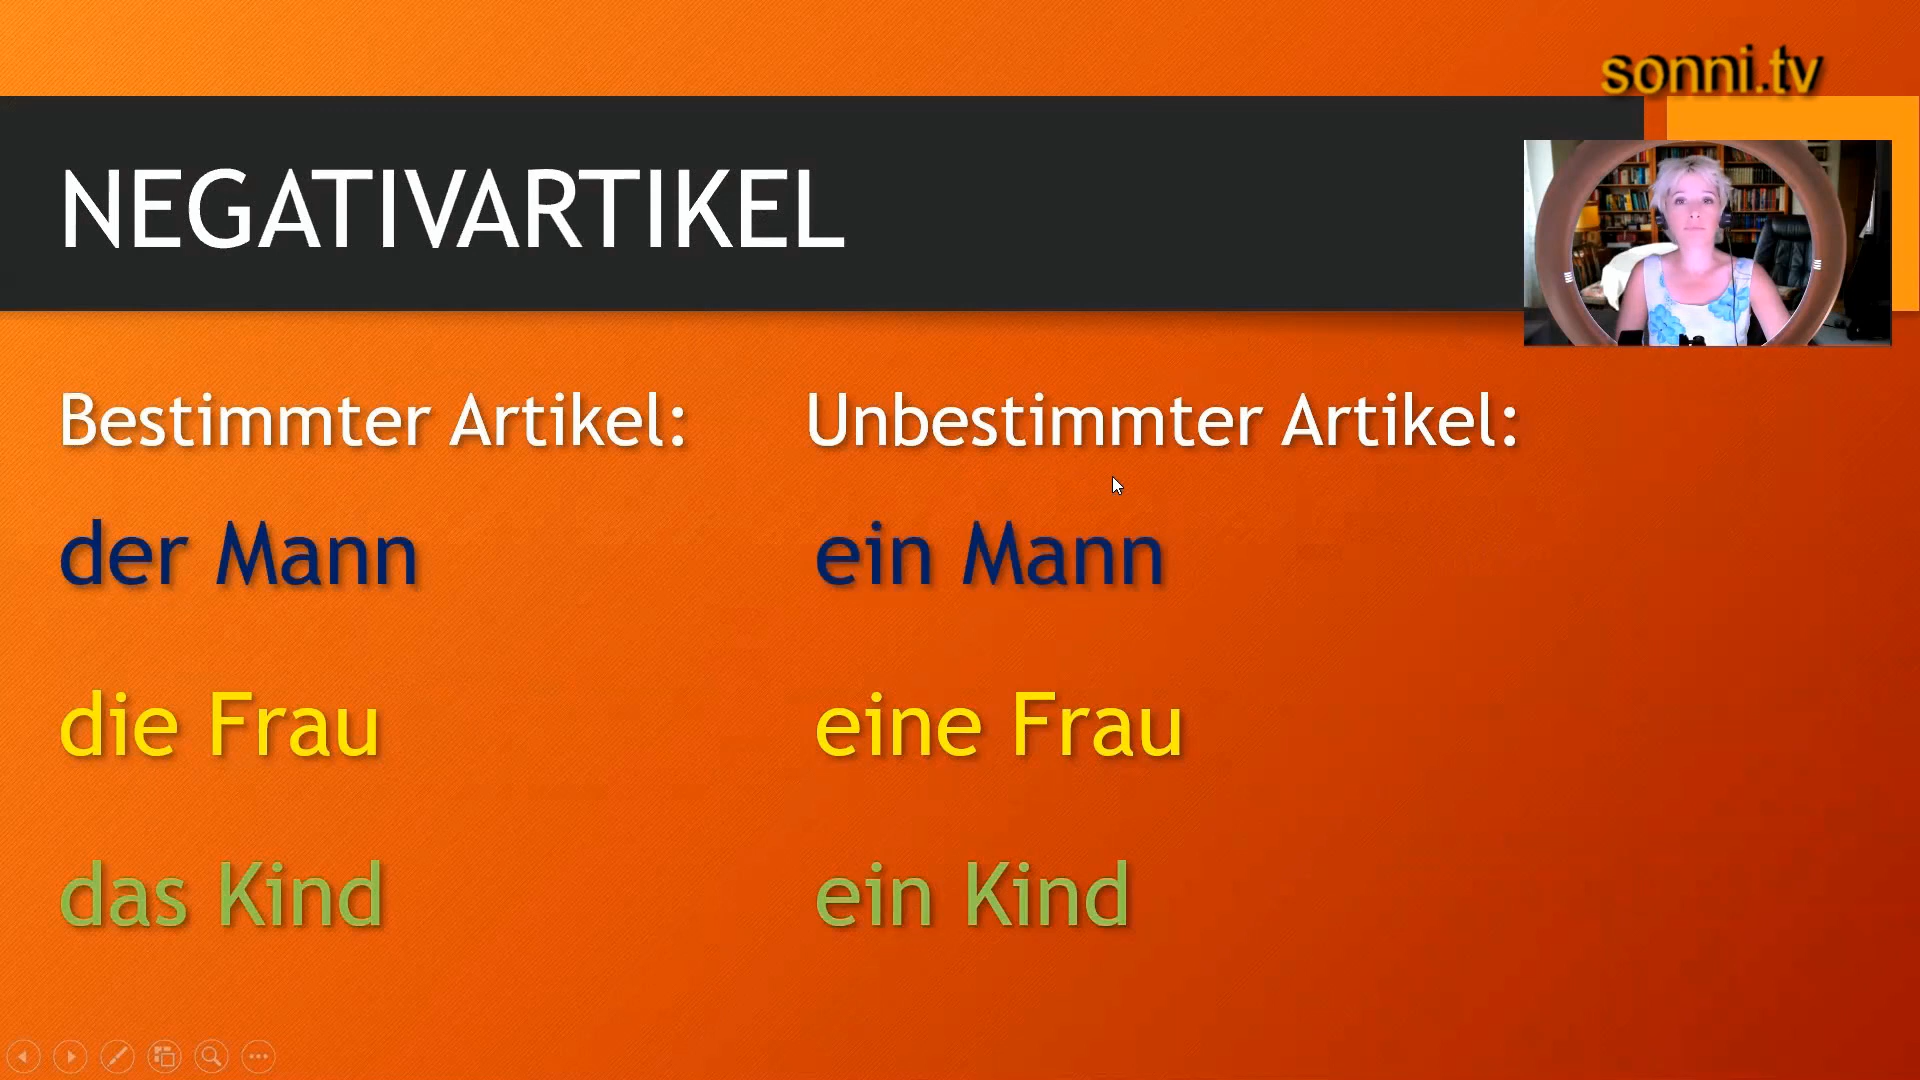 sonni.tv
NEGATIVARTIKEL
Bestimmter Artikel:
Unbestimmter Artikel:
der Mann
ein Mann
die Frau
eine Frau
das Kind
ein Kind